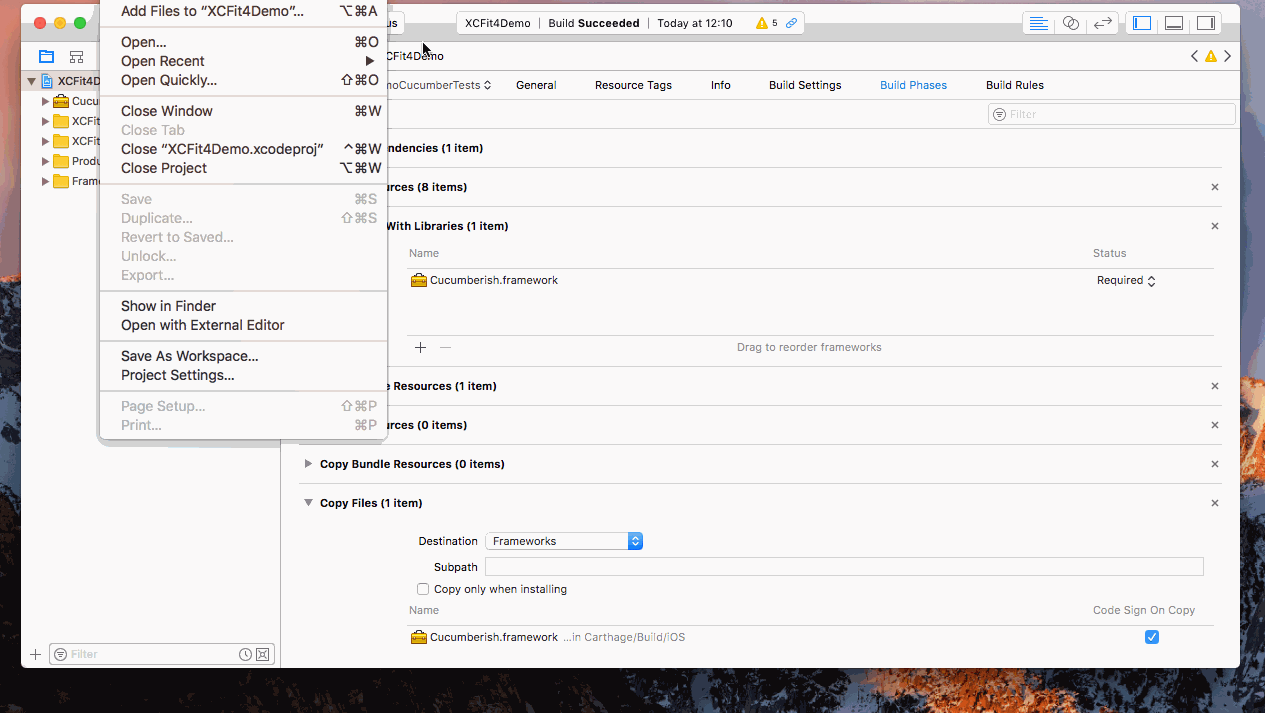 Add Files to “XCFit4Demo”... ⌥⌘A
us
XCFit4Demo | Build Succeeded | Today at 12:10
5
Open... ⌘O
Open Recent
Open Quickly... ⇧⌘O
CFit4Demo
XCFit4D
moCucumberTests
General
Resource Tags
Info
Build Settings
Build Phases
Build Rules
Cucu
XCFit
XCFit
Produ
Fram
Close Window ⌘W
Close Tab
Close “XCFit4Demo.xcodeproj” ^⌘W
Close Project ⌥⌘W
Save ⌘S
Duplicate... ⇧⌘S
Revert to Saved...
Unlock...
Export...
Show in Finder
Open with External Editor
Save As Workspace...
Project Settings...
Page Setup... ⇧⌘P
Print... ⌘P
Filter
ndencies (1 item)
rces (8 items)
With Libraries (1 item)
Name Status
Cucumberish.framework Required
Drag to reorder frameworks
e Resources (1 item)
rces (0 items)
Copy Bundle Resources (0 items)
Copy Files (1 item)
Destination Frameworks
Subpath
Copy only when installing
Name Code Sign On Copy
Cucumberish.framework ...in Carthage/Build/iOS
Filter